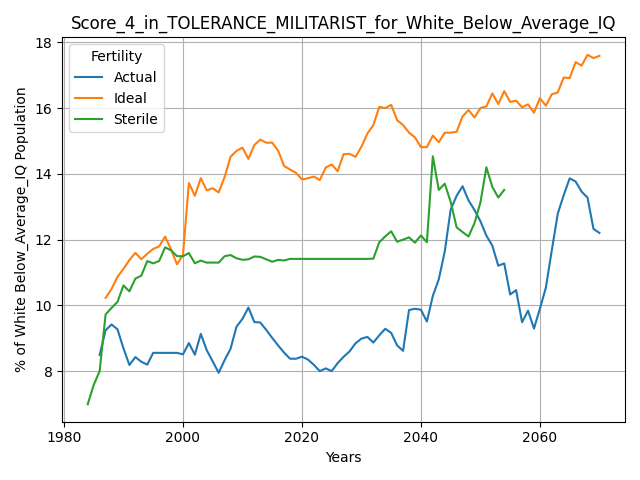 Score_4_in_TOLERANCE_MILITARIST_for_White_Below_Average_IQ
% of White Below_Average_IQ Population
18
16
14
12
10
8
Fertility
Actual
Ideal
Sterile
1980 2000 2020 2040 2060
Years